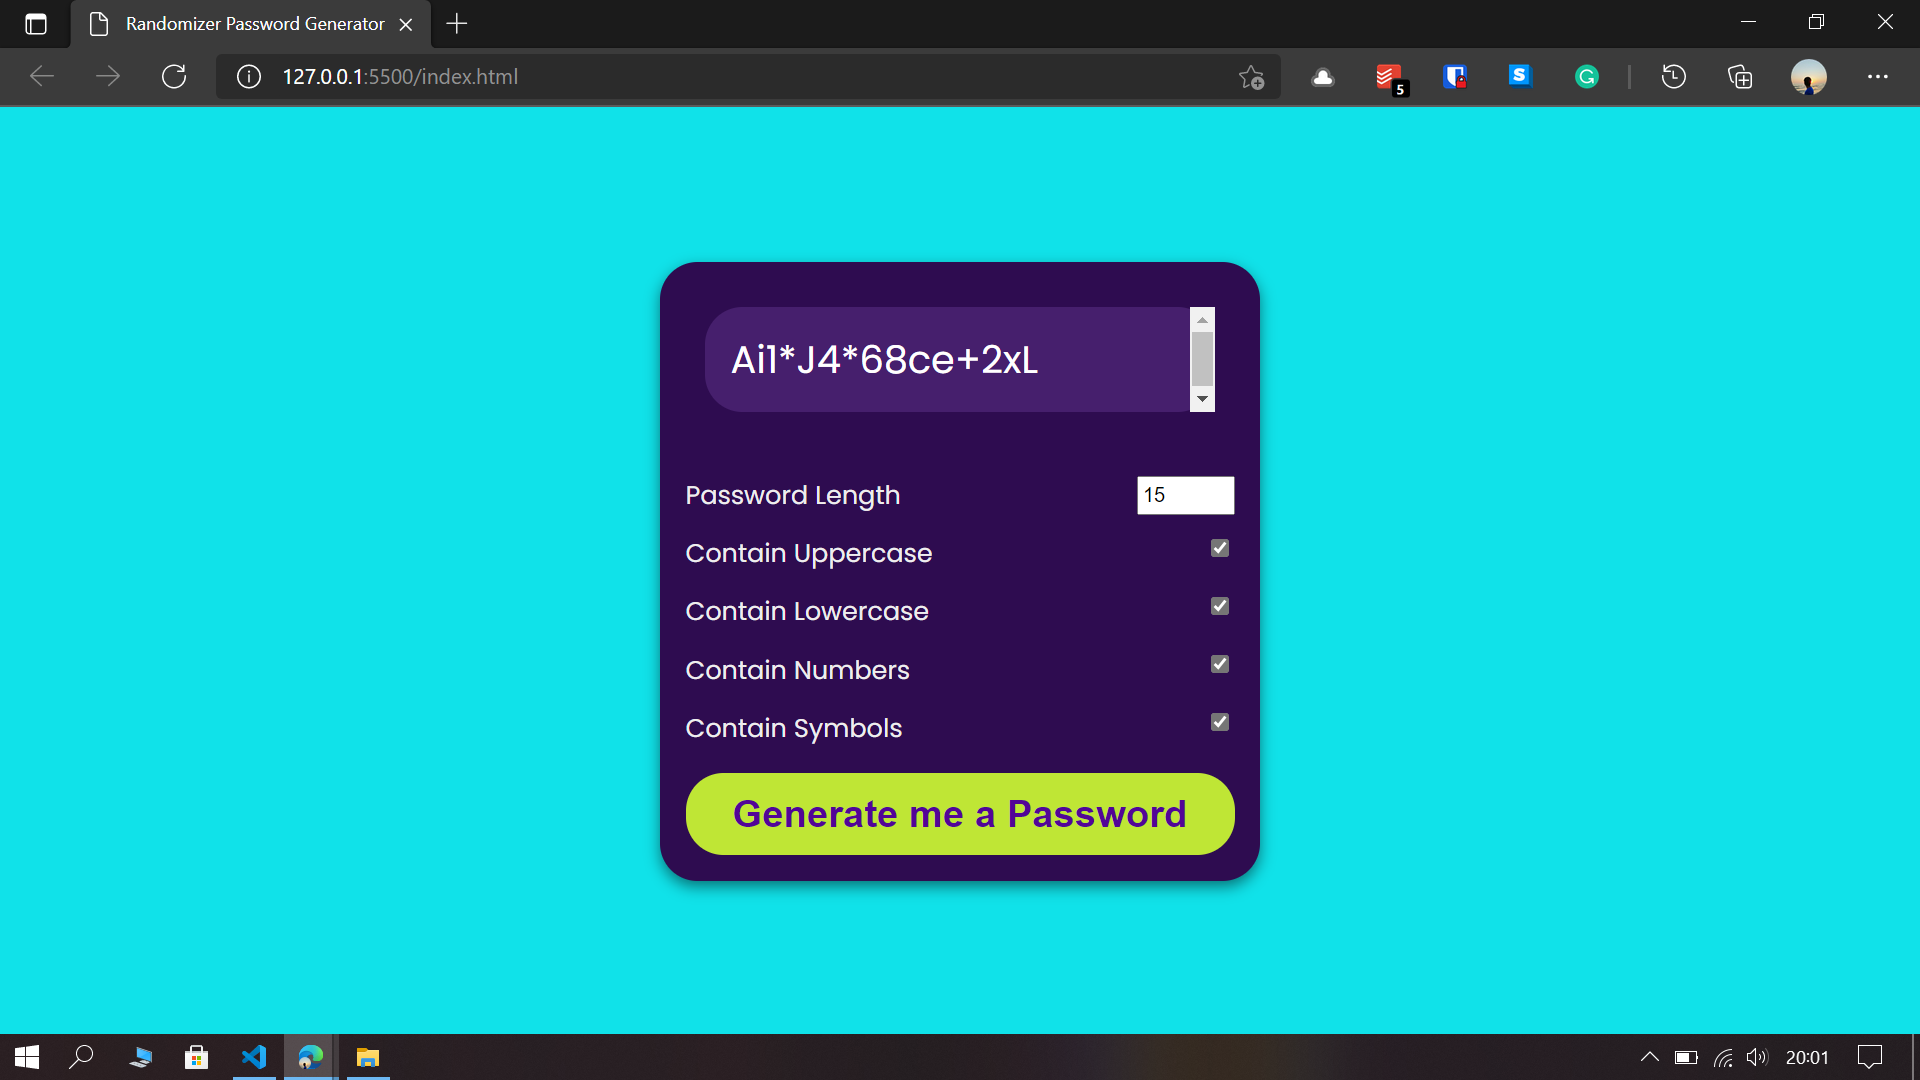 Randomizer Password Generator
127.0.0.1:5500/index.html
5
S
G
Ai1*J4*68ce+2xL
Password Length
15
Contain Uppercase
Contain Lowercase
Contain Numbers
Contain Symbols
Generate me a Password
20:01